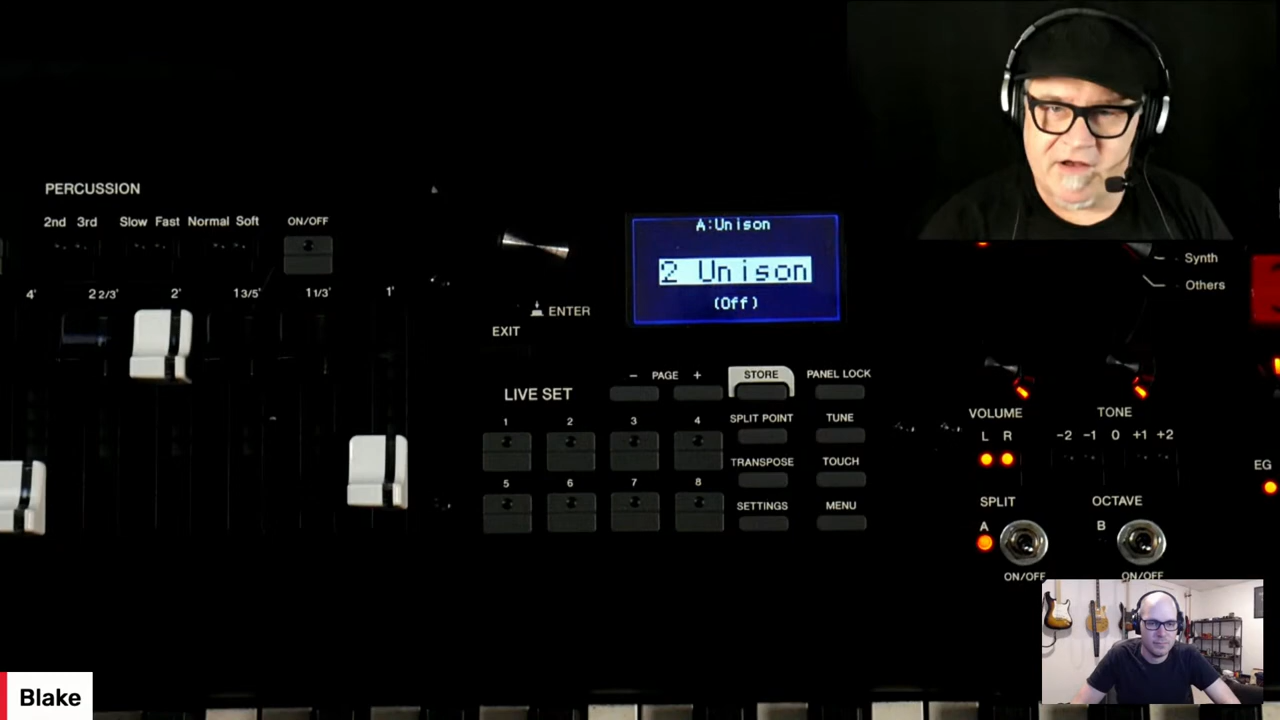 PERCUSSION
2nd 3rd Slow Fast Normal Soft ON/OFF
4' 2 2/3' 2' 1 3/5' 1 1/3' 1'
A:Unison
2 Unison
(Off)
ENTER
EXIT
LIVE SET
− PAGE +
STORE
PANEL LOCK
1 2 3 4
SPLIT POINT
TUNE
TRANSPOSE
TOUCH
5 6 7 8
SETTINGS
MENU
Synth
Others
VOLUME
TONE
L R
−2 −1 0 +1 +2
EG
SPLIT
OCTAVE
A
B
ON/OFF
ON/OFF
Blake